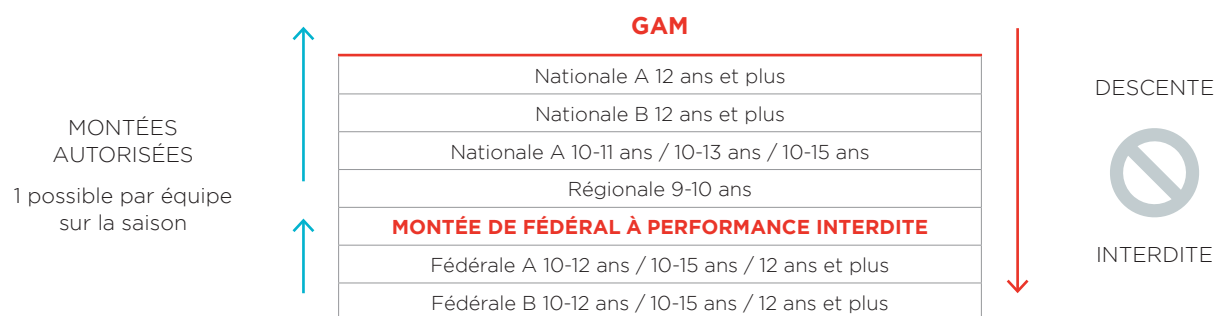 GAM
MONTÉES
AUTORISÉES
1 possible par équipe
sur la saison
Nationale A 12 ans et plus
Nationale B 12 ans et plus
Nationale A 10-11 ans / 10-13 ans / 10-15 ans
Régionale 9-10 ans
MONTÉE DE FÉDÉRAL À PERFORMANCE INTERDITE
Fédérale A 10-12 ans / 10-15 ans / 12 ans et plus
Fédérale B 10-12 ans / 10-15 ans / 12 ans et plus
DESCENTE
INTERDITE